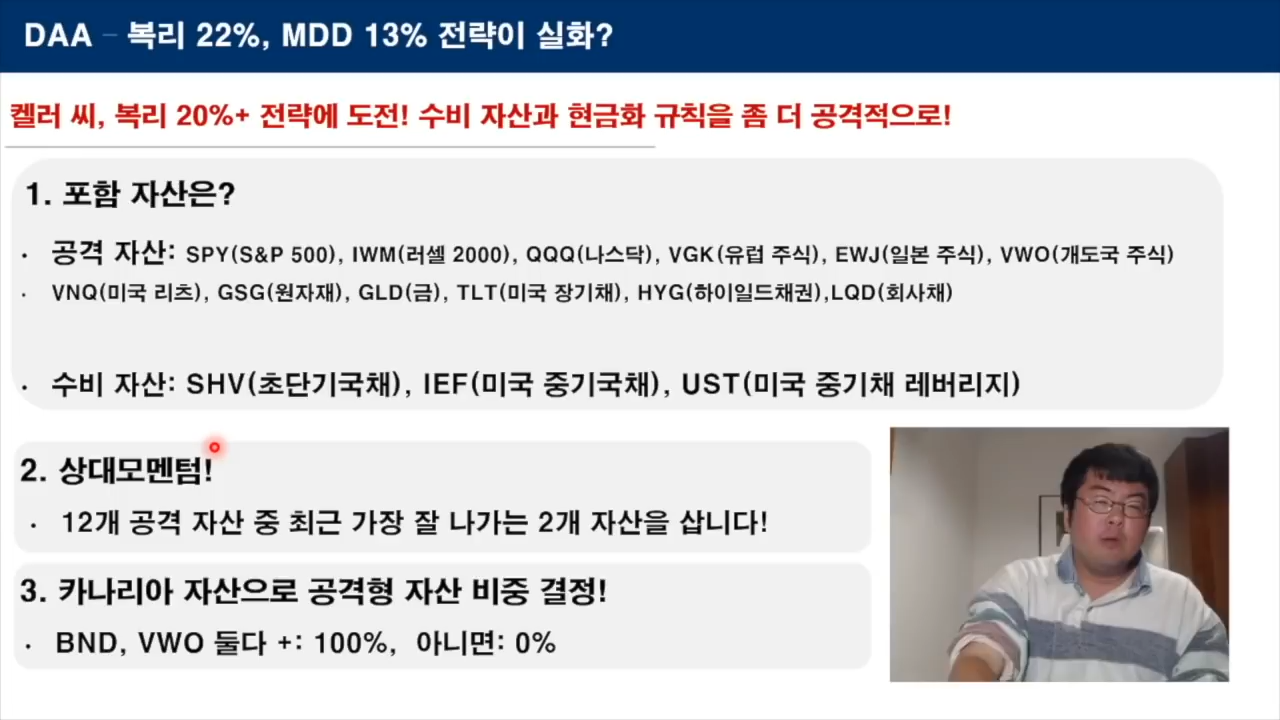 DAA – 복리 22%, MDD 13% 전략이 실화?
켈러 씨, 복리 20%+ 전략에 도전! 수비 자산과 현금화 규칙을 좀 더 공격적으로!
1. 포함 자산은?
· 공격 자산: SPY(S&P 500), IWM(러셀 2000), QQQ(나스닥), VGK(유럽 주식), EWJ(일본 주식), VWO(개도국 주식)
· VNQ(미국 리츠), GSG(원자재), GLD(금), TLT(미국 장기채), HYG(하이일드채권),LQD(회사채)
· 수비 자산: SHV(초단기국채), IEF(미국 중기국채), UST(미국 중기채 레버리지)
2. 상대모멘텀!
· 12개 공격 자산 중 최근 가장 잘 나가는 2개 자산을 삽니다!
3. 카나리아 자산으로 공격형 자산 비중 결정!
· BND, VWO 둘다 +: 100%, 아니면: 0%